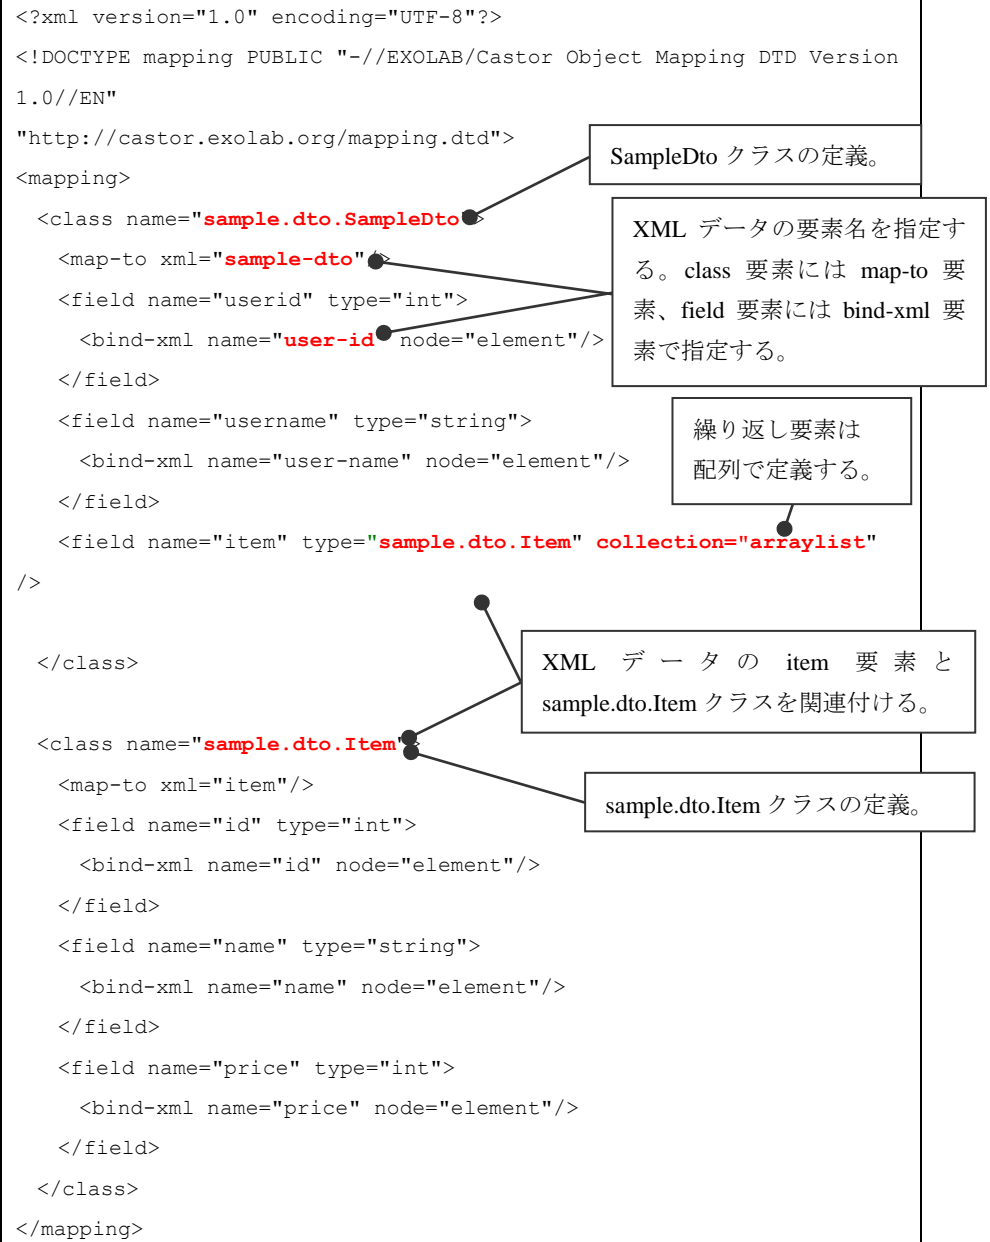 <?xml version="1.0" encoding="UTF-8"?>
<!DOCTYPE mapping PUBLIC "-//EXOLAB/Castor Object Mapping DTD Version
1.0//EN"
"http://castor.exolab.org/mapping.dtd">
SampleDto クラスの定義。
<mapping>
<class name="sample.dto.SampleDto">
XML データの要素名を指定す
る。class 要素には map-to 要
素、field 要素には bind-xml 要
素で指定する。
<map-to xml="sample-dto"/>
<field name="userid" type="int">
<bind-xml name="user-id" node="element"/>
</field>
<field name="username" type="string">
繰り返し要素は
配列で定義する。
<bind-xml name="user-name" node="element"/>
</field>
<field name="item" type="sample.dto.Item" collection="arraylist"
/>
</class>
XML データの item 要素と
sample.dto.Item クラスを関連付ける。
<class name="sample.dto.Item">
<map-to xml="item"/>
sample.dto.Item クラスの定義。
<field name="id" type="int">
<bind-xml name="id" node="element"/>
</field>
<field name="name" type="string">
<bind-xml name="name" node="element"/>
</field>
<field name="price" type="int">
<bind-xml name="price" node="element"/>
</field>
</class>
</mapping>